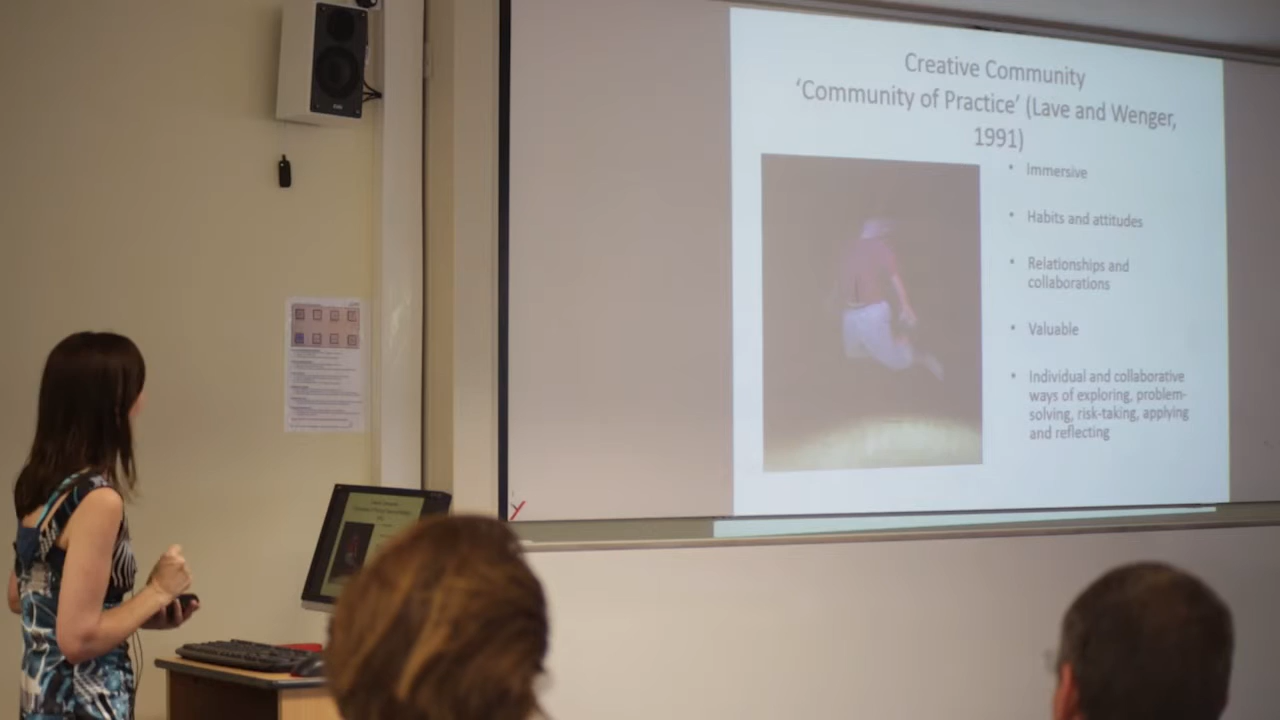 Creative Community
‘Community of Practice’ (Lave and Wenger,
1991)
• Immersive
• Habits and attitudes
• Relationships and
collaborations
• Valuable
• Individual and collaborative
ways of exploring, problem-
solving, risk-taking, applying
and reflecting